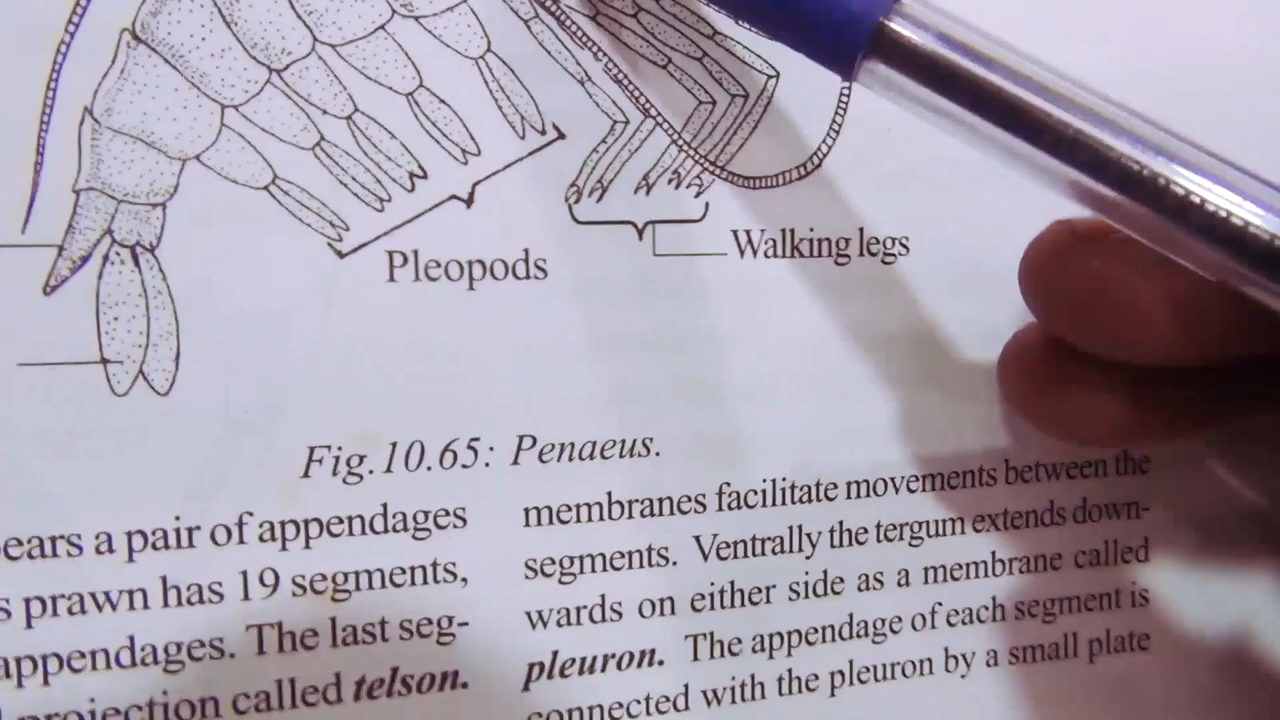 Pleopods
Walking legs
Fig.10.65: Penaeus.
ears a pair of appendages
s prawn has 19 segments,
appendages. The last seg-
projection called telson.
membranes facilitate movements between the
segments. Ventrally the tergum extends down-
wards on either side as a membrane called
pleuron. The appendage of each segment is
connected with the pleuron by a small plate